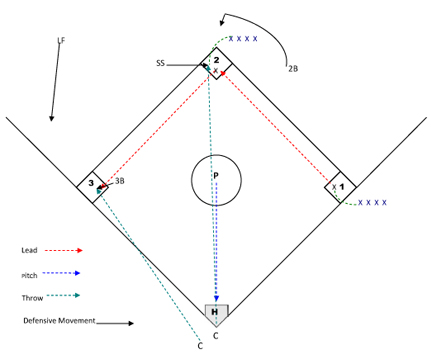 X X X X
LF
SS
2
X
2B
3
3B
P
X 1
X X X X
Lead
Pitch
Throw
H
Defensive Movement
C
C